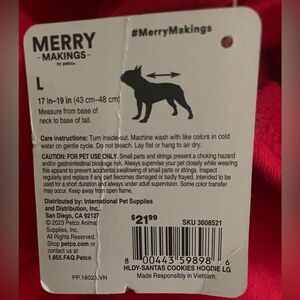 MERRY
MAKINGS
by petco
#MerryMakings
L
17 in-19 in (43 cm-48 cm)
Measure from base of
neck to base of tail.
Care instructions: Turn inside-out. Machine wash with like colors in cold
water on gentle cycle. Do not bleach. Lay flat or hang to air dry.
CAUTION: FOR PET USE ONLY. Small parts and strings present a choking hazard
and/or gastrointestinal blockage risk. Always supervise your pet closely while wearing
this apparel to prevent accidental swallowing of small parts or strings. Inspect
regularly and replace if any part becomes damaged or badly frayed. Intended to
be used for a short duration and always under adult supervision. Some color transfer
may occur. Keep away from children.
Distributed by: International Pet Supplies
and Distribution, Inc.
San Diego, CA 92127
© 2023 Petco Animal
Supplies, Inc.
All Rights Reserved.
Shop petco.com or
contact us at
1.855.FAQ.Petco
PP.18023.VN
$21.99
SKU 3608521
8 00443 59898 6
HLDY-SANTAS COOKIES HOODIE LG
Made Responsibly in Vietnam